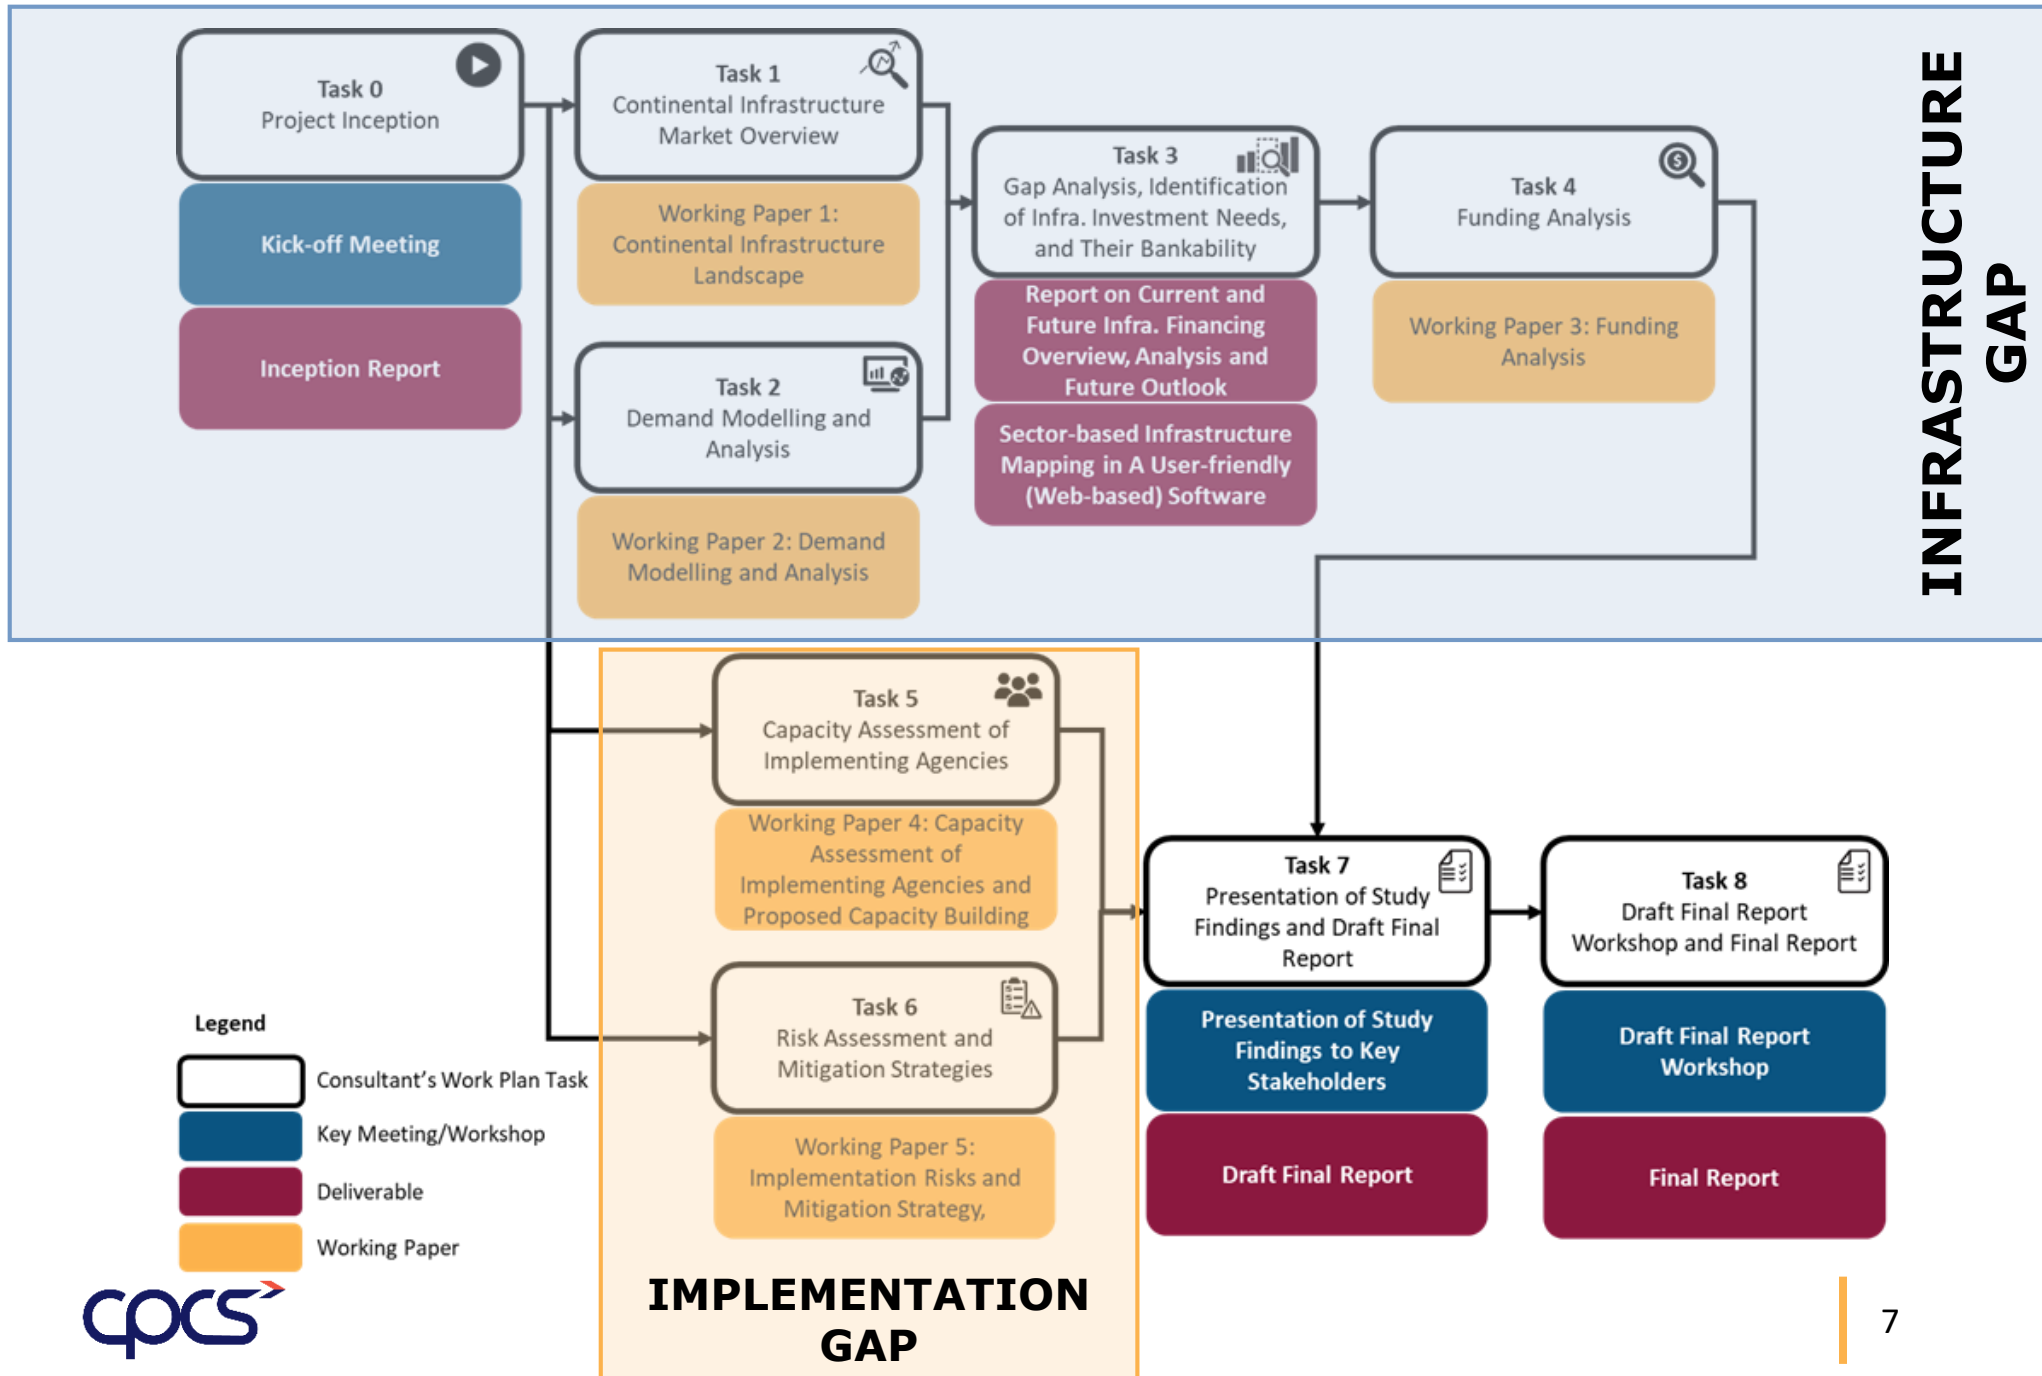 Task 0
Project Inception
Kick-off Meeting
Inception Report
Task 1
Continental Infrastructure
Market Overview
Working Paper 1:
Continental Infrastructure
Landscape
Task 2
Demand Modelling and
Analysis
Working Paper 2: Demand
Modelling and Analysis
Task 3
Gap Analysis, Identification
of Infra. Investment Needs,
and Their Bankability
Report on Current and
Future Infra. Financing
Overview, Analysis and
Future Outlook
Sector-based Infrastructure
Mapping in A User-friendly
(Web-based) Software
Task 4
Funding Analysis
Working Paper 3: Funding
Analysis
INFRASTRUCTURE
GAP
Task 5
Capacity Assessment of
Implementing Agencies
Working Paper 4: Capacity
Assessment of
Implementing Agencies and
Proposed Capacity Building
Task 6
Risk Assessment and
Mitigation Strategies
Working Paper 5:
Implementation Risks and
Mitigation Strategy,
IMPLEMENTATION
GAP
Task 7
Presentation of Study
Findings and Draft Final
Report
Presentation of Study
Findings to Key
Stakeholders
Draft Final Report
Task 8
Draft Final Report
Workshop and Final Report
Draft Final Report
Workshop
Final Report
Legend
Consultant's Work Plan Task
Key Meeting/Workshop
Deliverable
Working Paper
cpcs
7